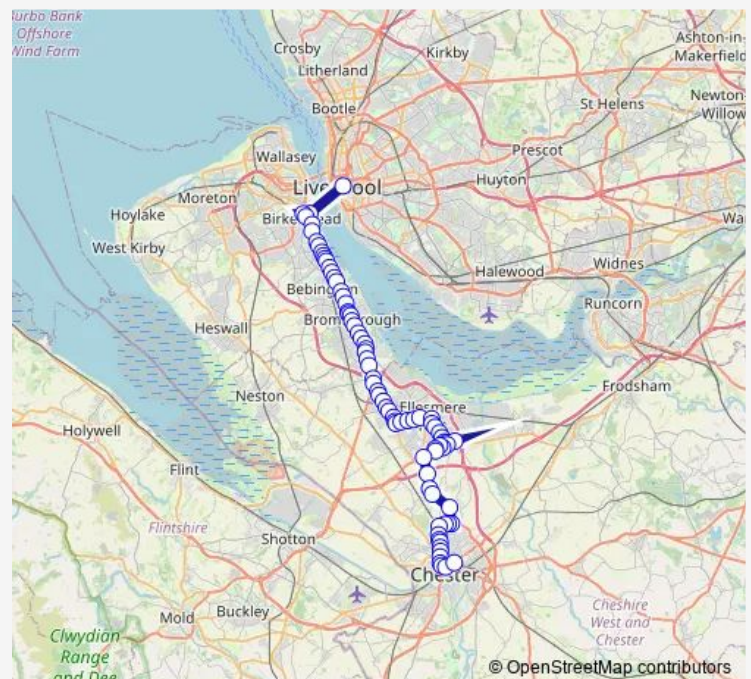 Burbo Bank
Offshore
Wind Farm
Crosby
Litherland
Kirkby
Ashton-in-
Makerfield
Bootle
St Helens
Newton-
Willow
Wallasey
Prescot
Liverpool
Huyton
Moreton
Birkenhead
Hoylake
West Kirby
Halewood
Widnes
Runcorn
Bebington
Bromborough
Heswall
Frodsham
Neston
Ellesmere
Holywell
Flint
Flintshire
Shotton
Chester
Mold
Buckley
Cheshire
West and
Chester
Clwydian
Range
and Dee
© OpenStreetMap contributors